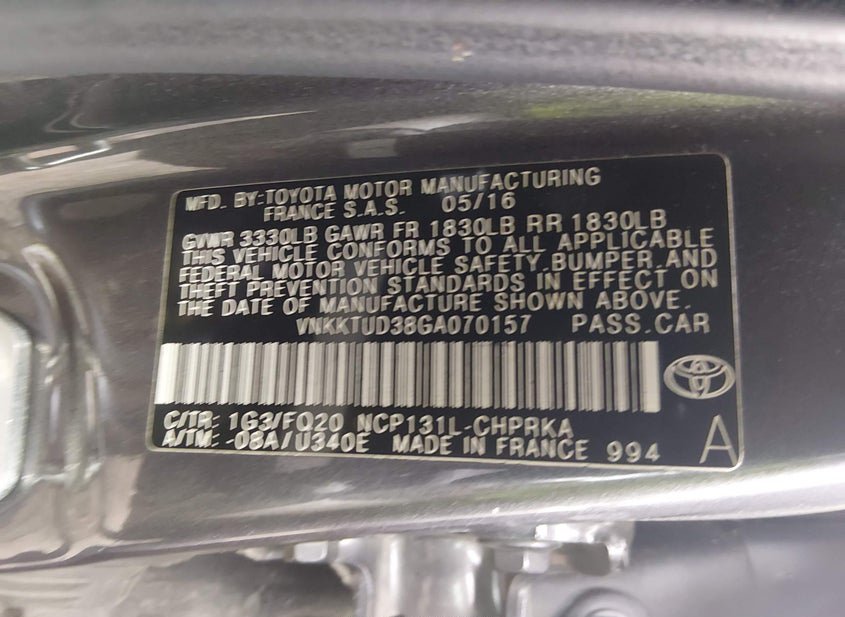 MFD. BY:TOYOTA MOTOR MANUFACTURING
FRANCE S.A.S. 05/16
GVWR 3330LB GAWR FR 1830LB RR 1830LB
THIS VEHICLE CONFORMS TO ALL APPLICABLE
FEDERAL MOTOR VEHICLE SAFETY,BUMPER,AND
THEFT PREVENTION STANDARDS IN EFFECT ON
THE DATE OF MANUFACTURE SHOWN ABOVE.
VNKKTUD38GA070157 PASS.CAR
C/TR: 1G3/FQ20 NCP131L-CHPRKA
A/TM: -08A/U340E MADE IN FRANCE 994 A